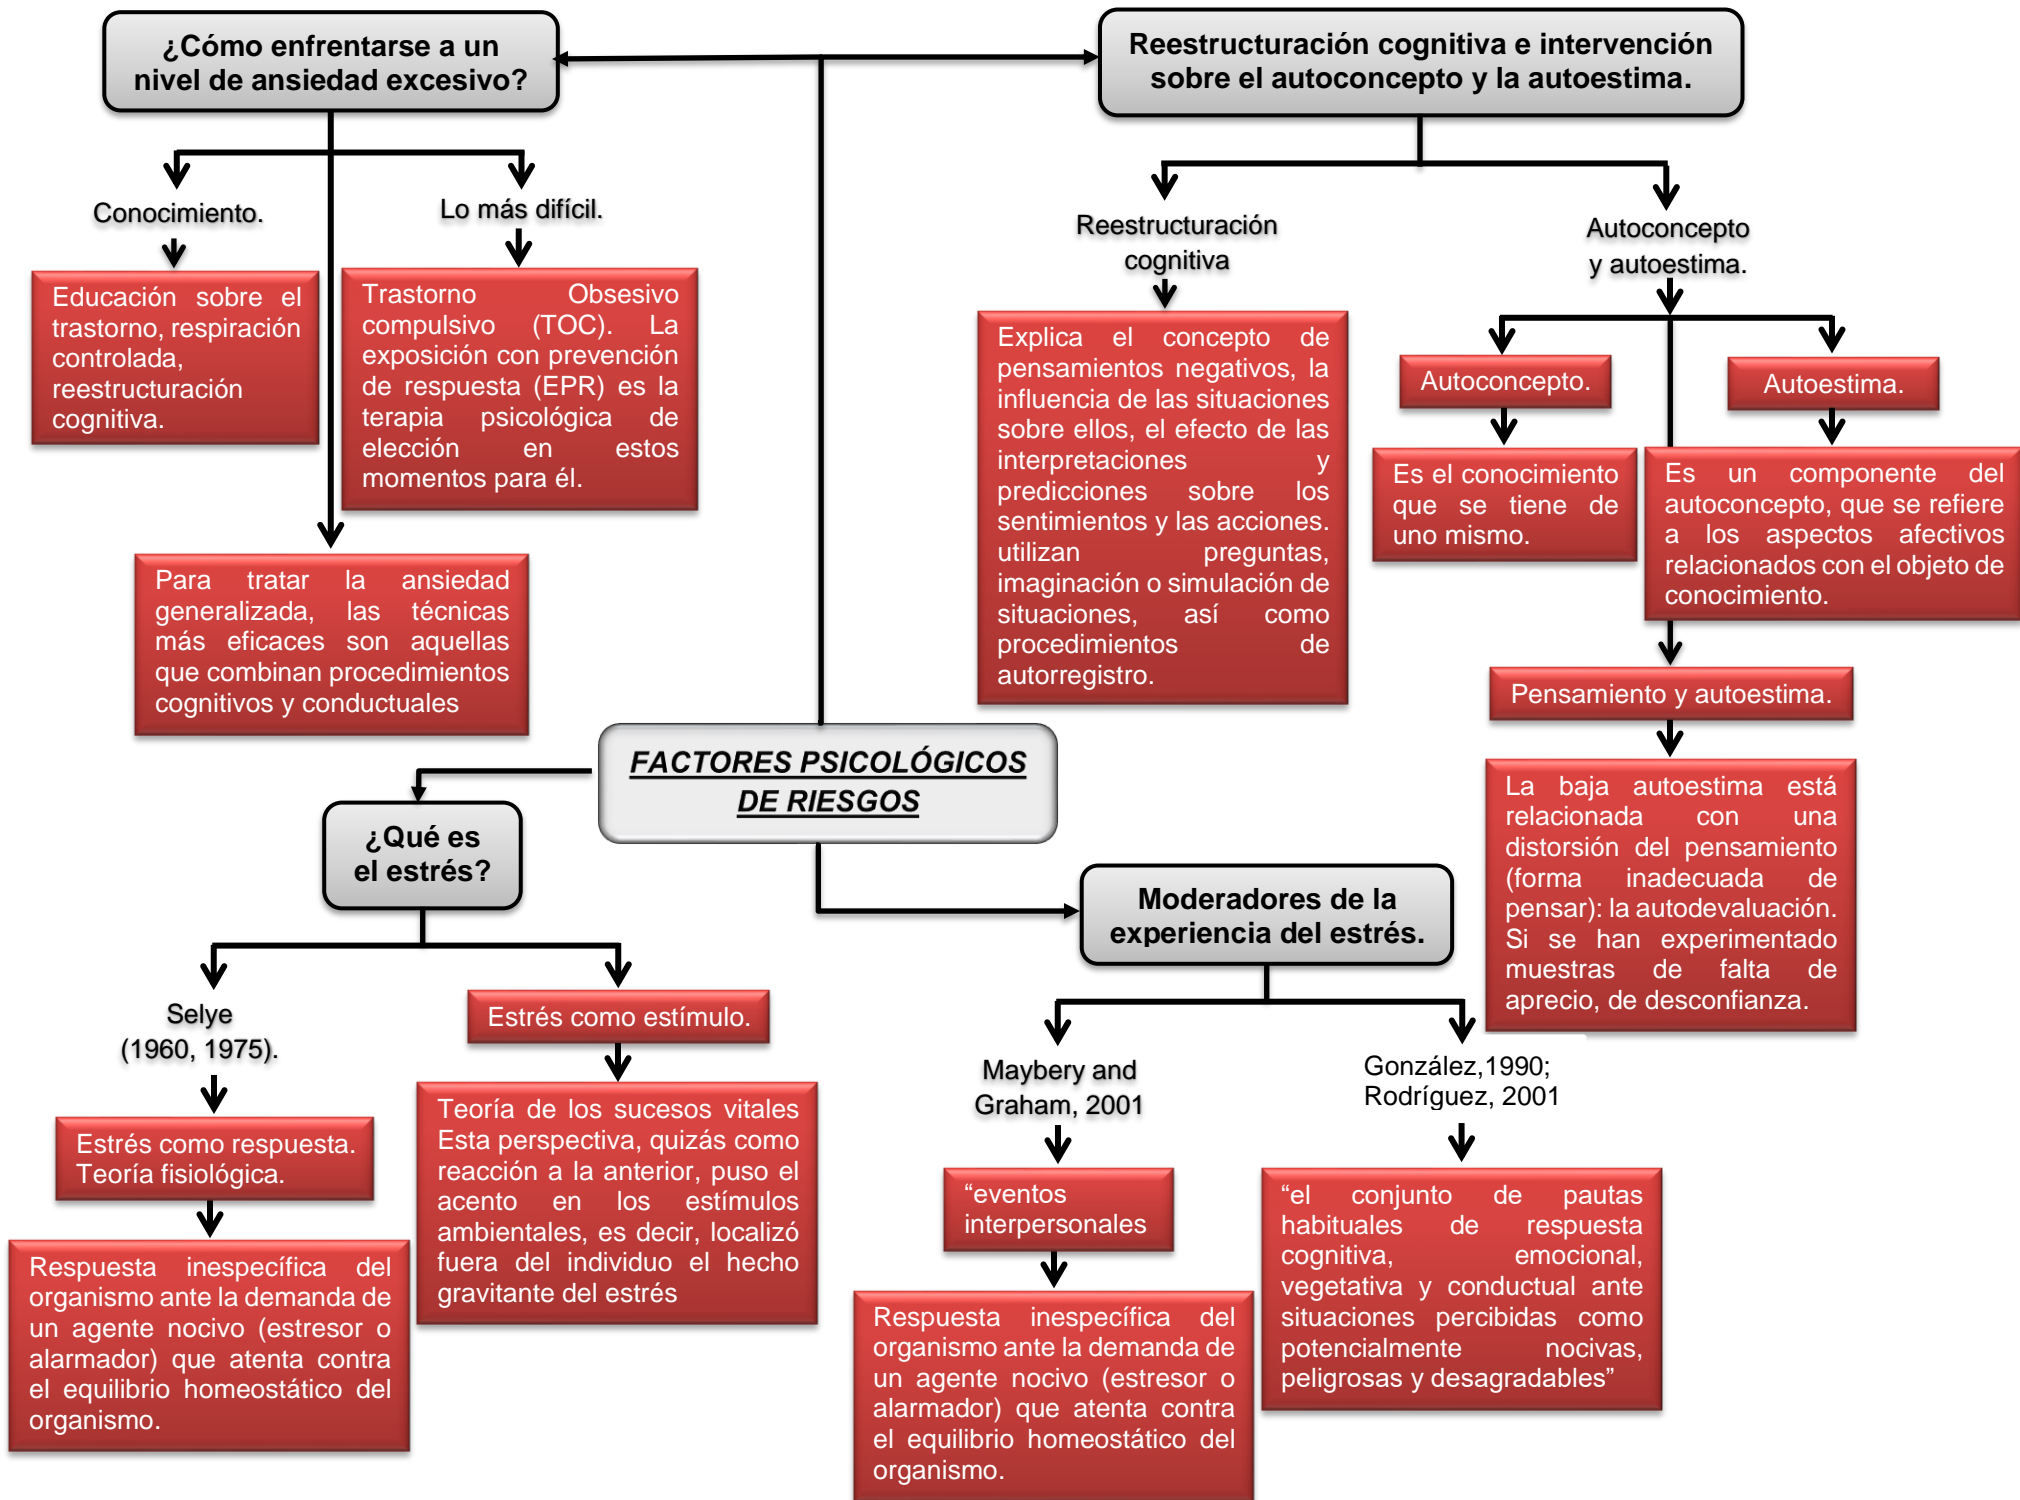 ¿Cómo enfrentarse a un
nivel de ansiedad excesivo?
Conocimiento.
Educación sobre el
trastorno, respiración
controlada,
reestructuración
cognitiva.
Lo más difícil.
Trastorno Obsesivo
compulsivo (TOC). La
exposición con prevención
de respuesta (EPR) es la
terapia psicológica de
elección en estos
momentos para él.
Para tratar la ansiedad
generalizada, las técnicas
más eficaces son aquellas
que combinan procedimientos
cognitivos y conductuales
Reestructuración cognitiva e intervención
sobre el autoconcepto y la autoestima.
Reestructuración
cognitiva
Explica el concepto de
pensamientos negativos, la
influencia de las situaciones
sobre ellos, el efecto de las
interpretaciones y
predicciones sobre los
sentimientos y las acciones.
utilizan preguntas,
imaginación o simulación de
situaciones, así como
procedimientos de
autorregistro.
Autoconcepto
y autoestima.
Autoconcepto.
Es el conocimiento
que se tiene de
uno mismo.
Autoestima.
Es un componente del
autoconcepto, que se refiere
a los aspectos afectivos
relacionados con el objeto de
conocimiento.
Pensamiento y autoestima.
La baja autoestima está
relacionada con una
distorsión del pensamiento
(forma inadecuada de
pensar): la autodevaluación.
Si se han experimentado
muestras de falta de
aprecio, de desconfianza.
FACTORES PSICOLÓGICOS
DE RIESGOS
¿Qué es
el estrés?
Selye
(1960, 1975).
Estrés como respuesta.
Teoría fisiológica.
Respuesta inespecífica del
organismo ante la demanda de
un agente nocivo (estresor o
alarmador) que atenta contra
el equilibrio homeostático del
organismo.
Estrés como estímulo.
Teoría de los sucesos vitales
Esta perspectiva, quizás como
reacción a la anterior, puso el
acento en los estímulos
ambientales, es decir, localizó
fuera del individuo el hecho
gravitante del estrés
Moderadores de la
experiencia del estrés.
Maybery and
Graham, 2001
“eventos
interpersonales
Respuesta inespecífica del
organismo ante la demanda de
un agente nocivo (estresor o
alarmador) que atenta contra
el equilibrio homeostático del
organismo.
González,1990;
Rodríguez, 2001
“el conjunto de pautas
habituales de respuesta
cognitiva, emocional,
vegetativa y conductual ante
situaciones percibidas como
potencialmente nocivas,
peligrosas y desagradables”